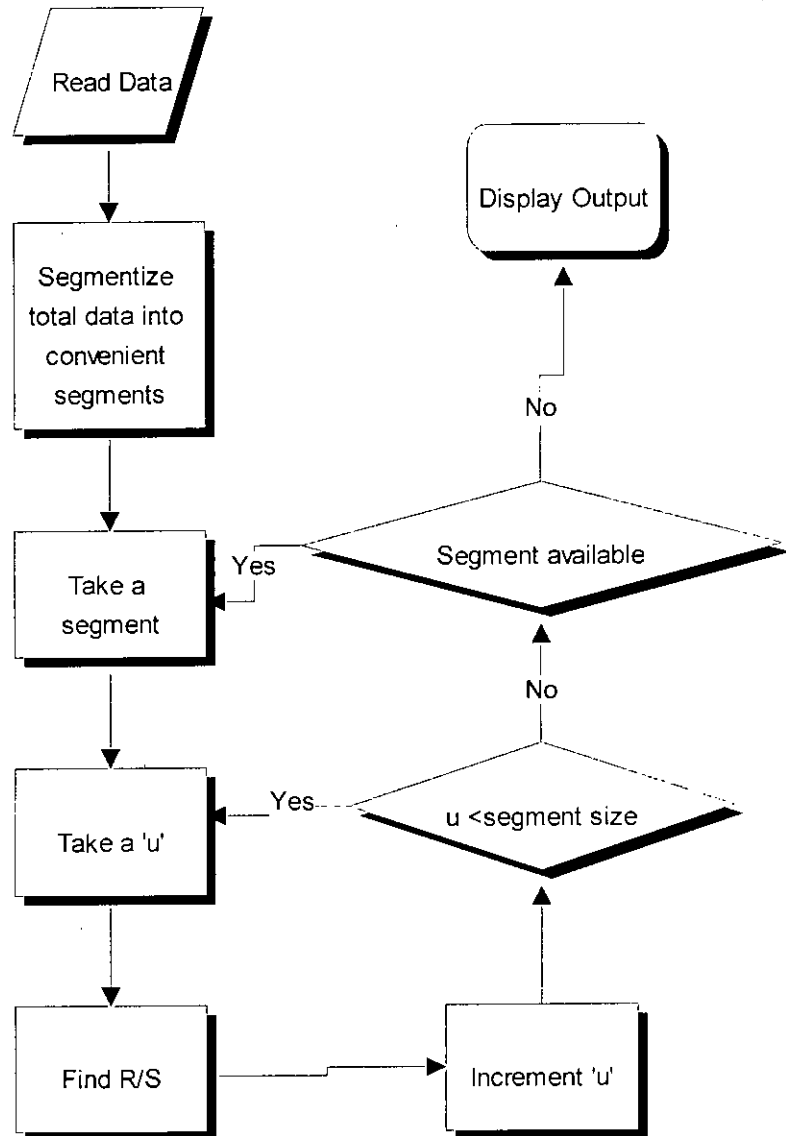 Read Data
Segmentize
total data into
convenient
segments
Take a
segment
Take a 'u'
Find R/S
Increment 'u'
u <segment size
Yes
No
Segment available
Yes
No
Display Output